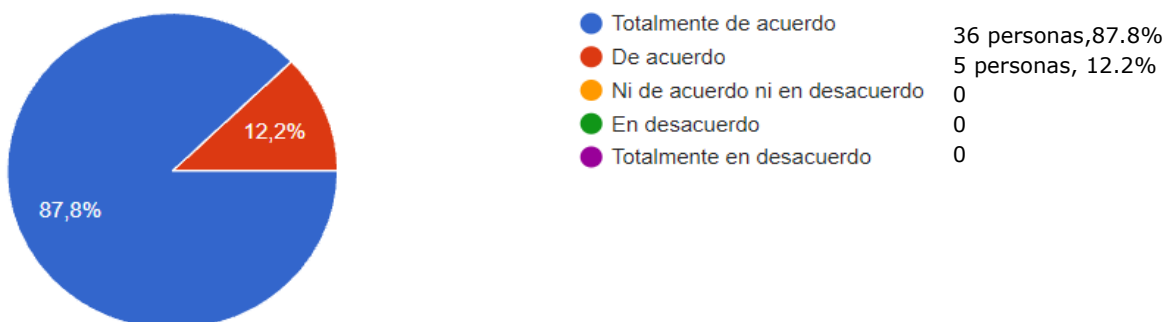 Totalmente de acuerdo 36 personas,87.8%
De acuerdo 5 personas, 12.2%
Ni de acuerdo ni en desacuerdo 0
En desacuerdo 0
Totalmente en desacuerdo 0
12,2%
87,8%